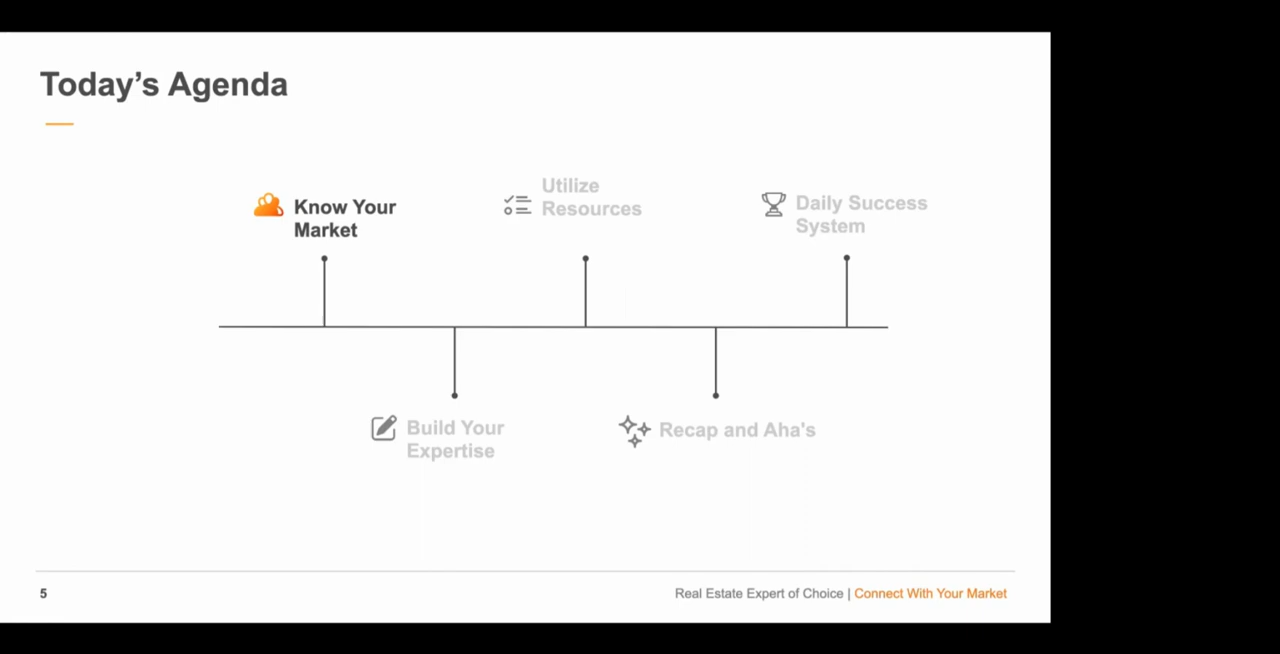 Today’s Agenda
Know Your
Market
Utilize
Resources
Daily Success
System
Build Your
Expertise
Recap and Aha's
5
Real Estate Expert of Choice | Connect With Your Market